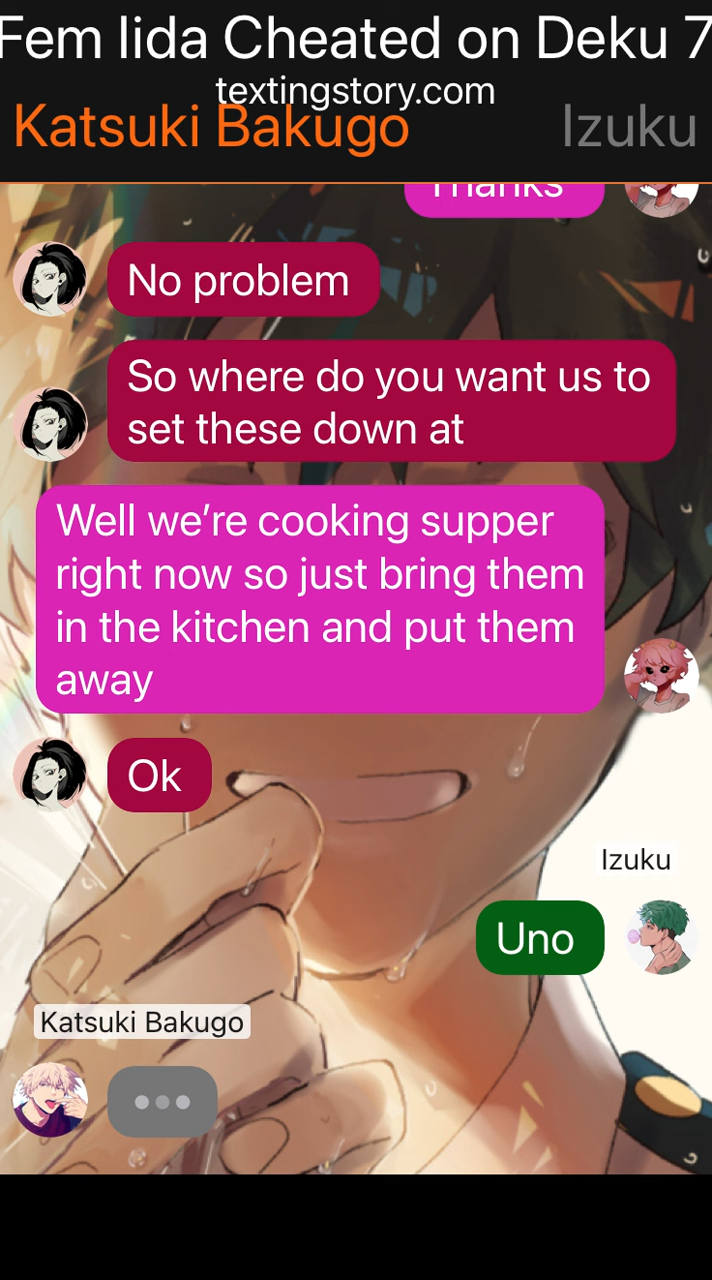 Fem Iida Cheated on Deku 7
textingstory.com
Katsuki Bakugo Izuku
Thanks
No problem
So where do you want us to
set these down at
Well we’re cooking supper
right now so just bring them
in the kitchen and put them
away
Ok
Izuku
Uno
Katsuki Bakugo